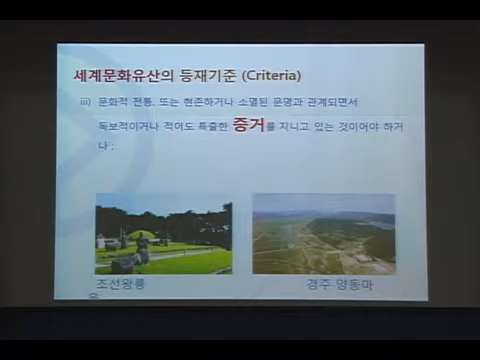 세계문화유산의 등재기준 (Criteria)
iii) 문화적 전통, 또는 현존하거나 소멸된 문명과 관계되면서
독보적이거나 적어도 특출한 증거를 지니고 있는 것이어야 하거
나 ;
조선왕릉
경주 양동마
을